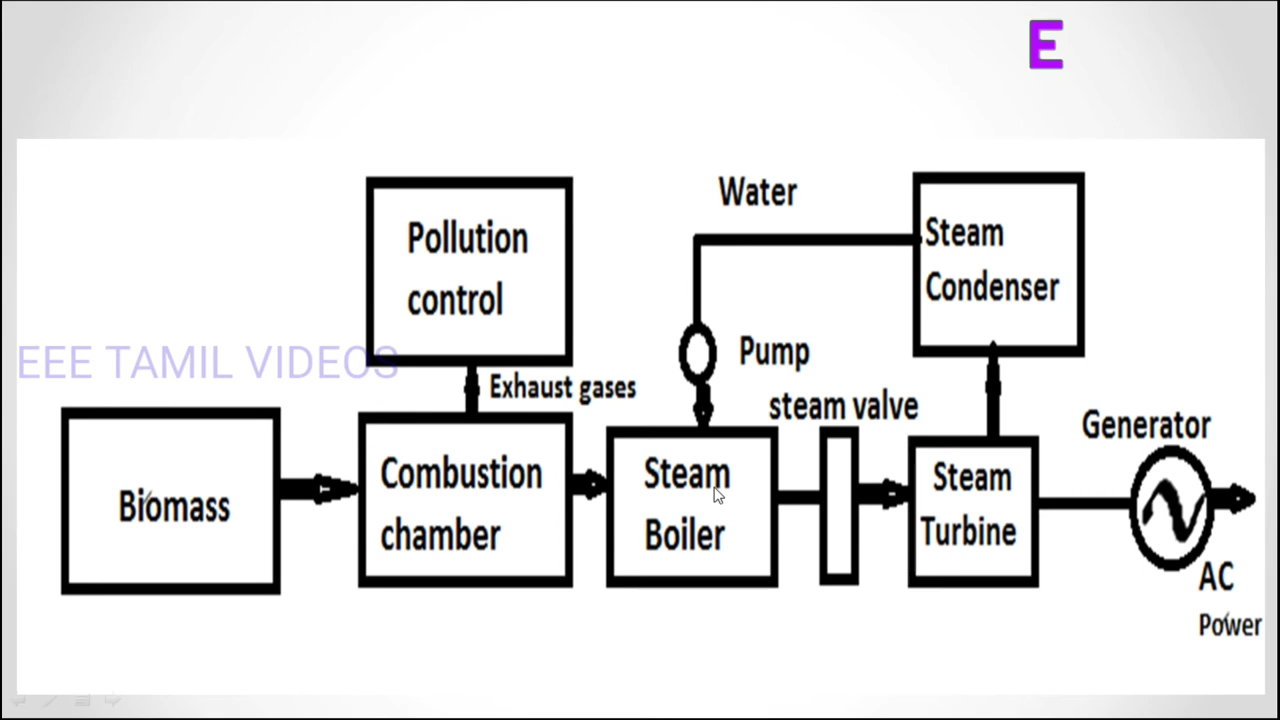 E
Water
Pollution
control
Steam
Condenser
EEE TAMIL VIDEOS
Pump
Exhaust gases
steam valve
Generator
Biomass
Combustion
chamber
Steam
Boiler
Steam
Turbine
AC
Power